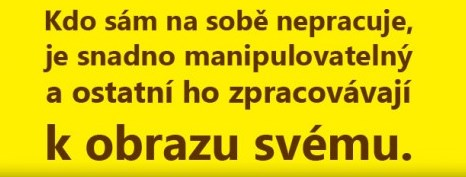 Kdo sám na sobě nepracuje,
je snadno manipulovatelný
a ostatní ho zpracovávají
k obrazu svému.